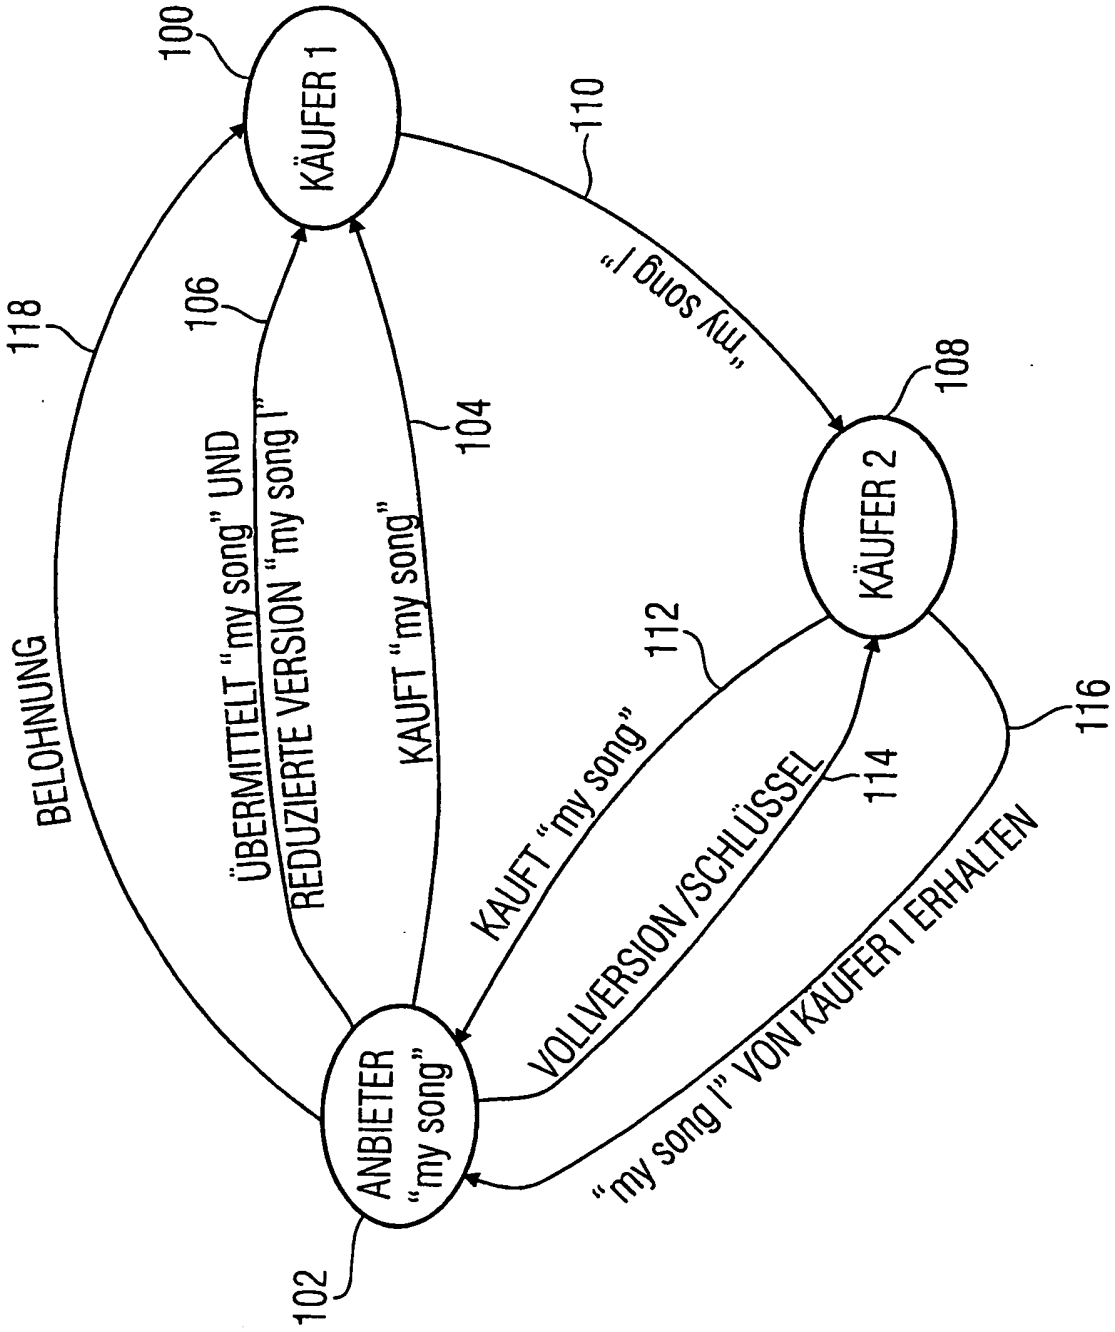 118
BELOHNUNG
100
KÄUFER 1
106
ÜBERMITTELT “my song” UND
REDUZIERTE VERSION “my song I”
104
KAUFT “my song”
110
“my song I”
102
ANBIETER
“my song”
112
KAUFT “my song”
108
KÄUFER 2
VOLLVERSION /SCHLÜSSEL
114
“my song I” VON KÄUFER I ERHALTEN
116